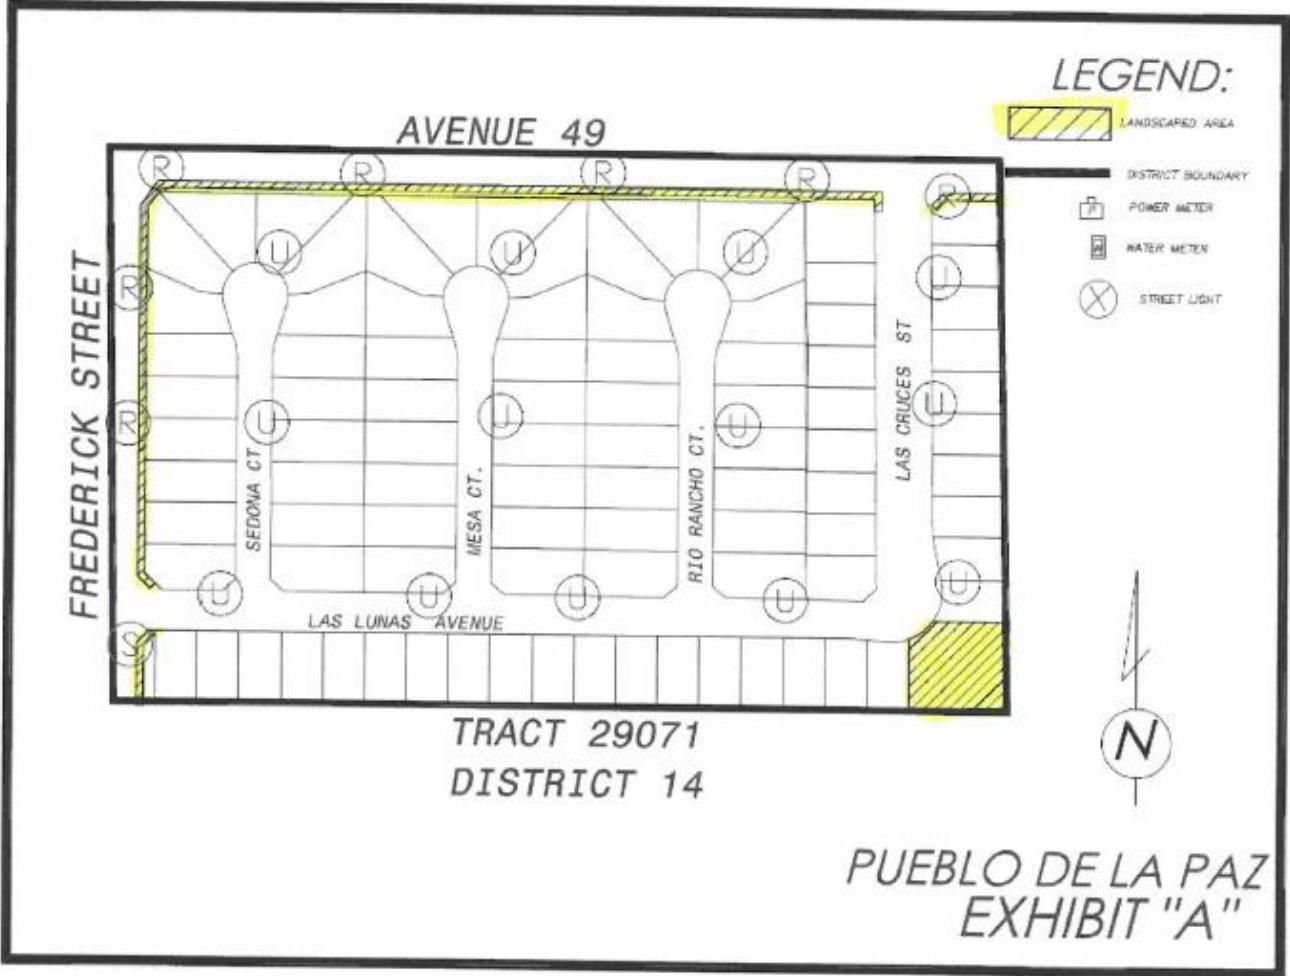 LEGEND:
LANDSCAPED AREA
DISTRICT BOUNDARY
POWER METER
WATER METER
X STREET LIGHT
AVENUE 49
R
R
R
R
R
U
U
U
U
R
FREDERICK STREET
R
U
U
U
U
LAS CRUCES ST
SEDONA CT
MESA CT.
RIO RANCHO CT.
U
U
U
U
U
LAS LUNAS AVENUE
TRACT 29071
DISTRICT 14
N
PUEBLO DE LA PAZ
EXHIBIT "A"